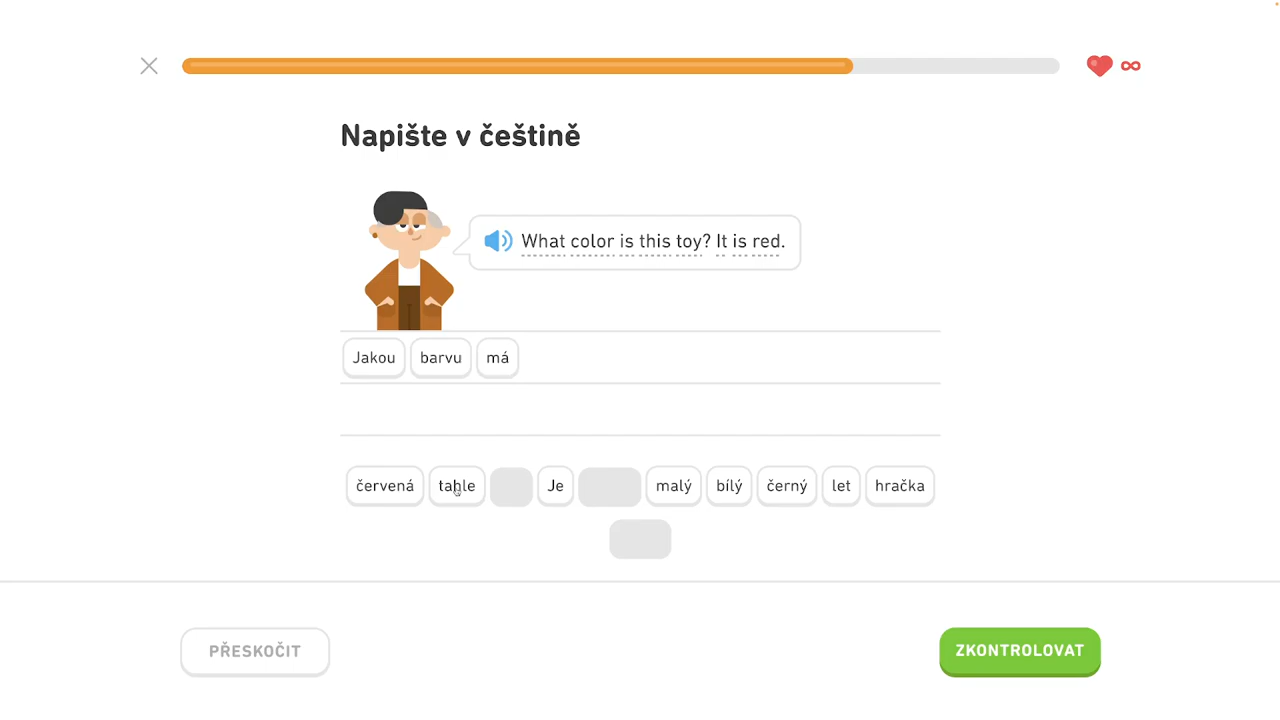 Napište v češtině
What color is this toy? It is red.
Jakou barvu má
červená tahle Je malý bílý černý let hračka
PŘESKOČIT ZKONTROLOVAT